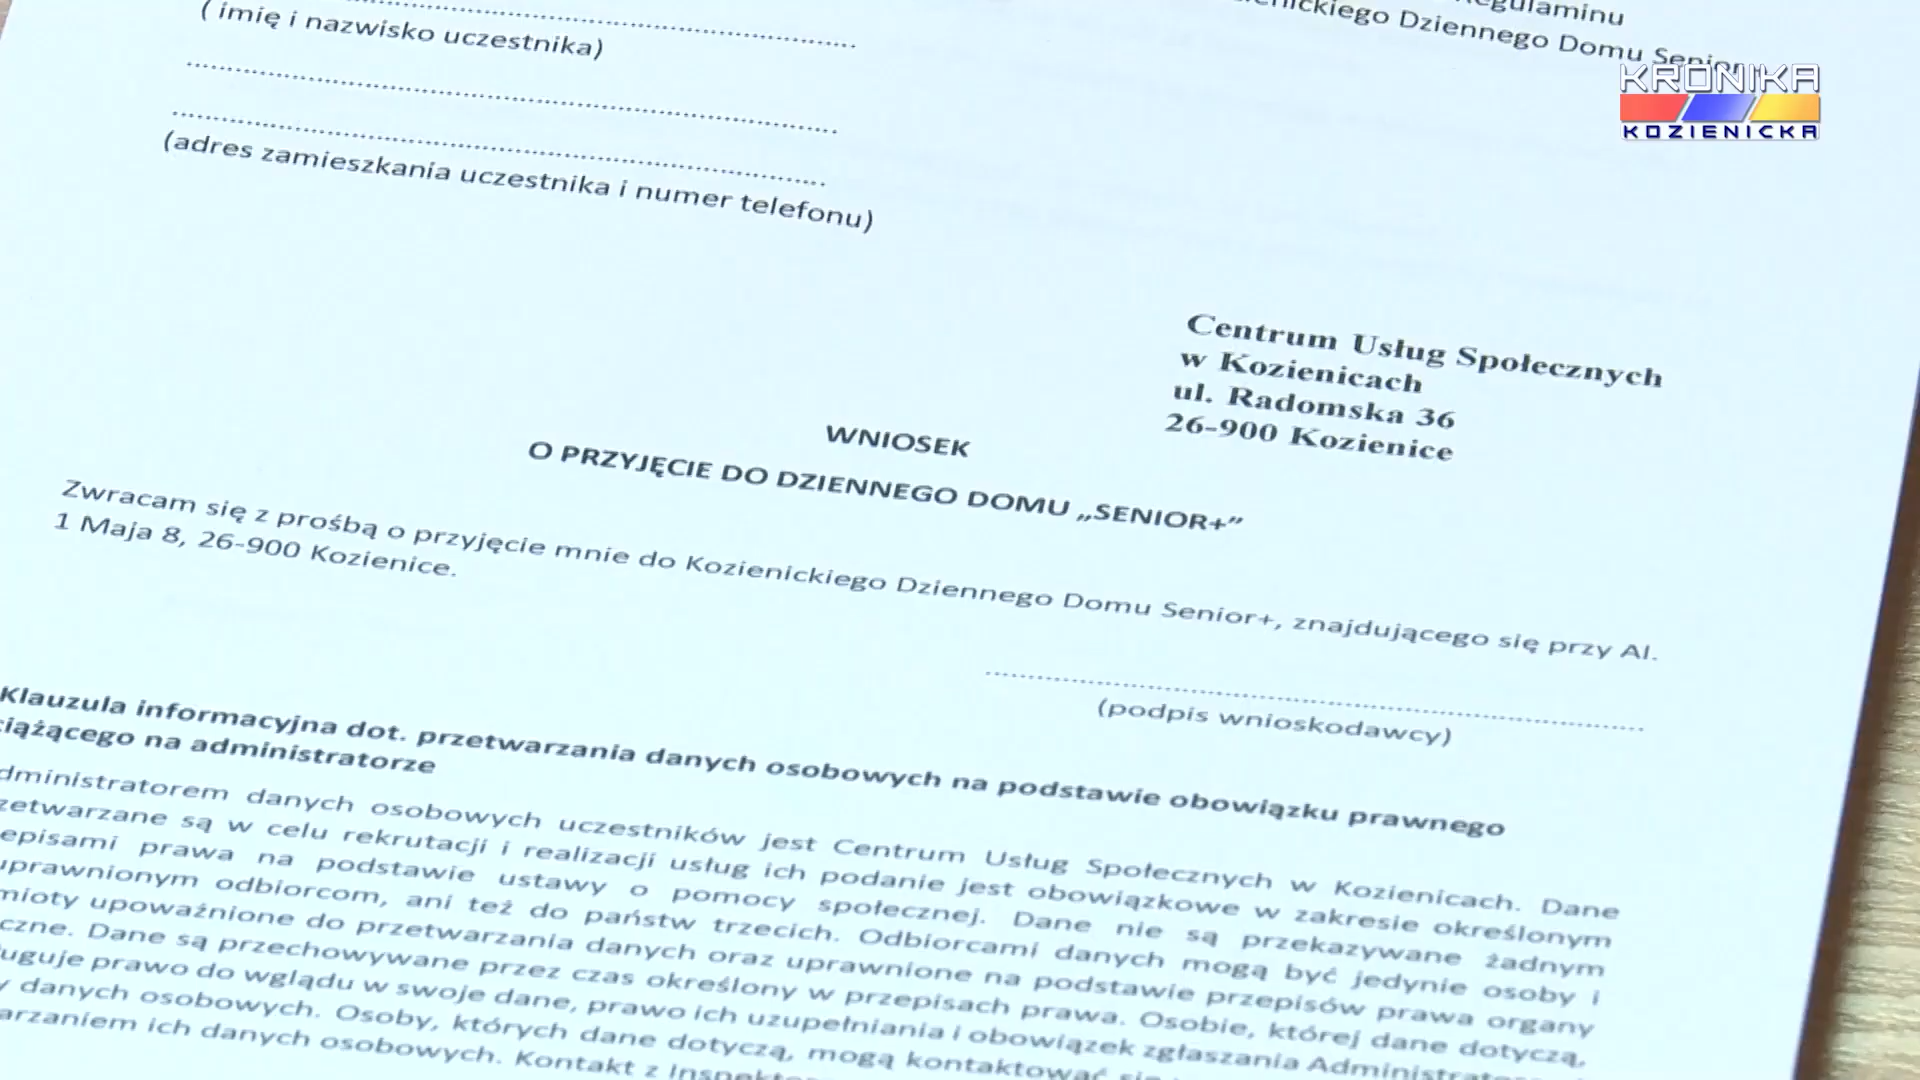 Regulaminu
Kozienickiego Dziennego Domu Senior+
( imię i nazwisko uczestnika)
(adres zamieszkania uczestnika i numer telefonu)
KRONIKA
KOZIENICKA
Centrum Usług Społecznych
w Kozienicach
ul. Radomska 36
26-900 Kozienice
WNIOSEK
O PRZYJĘCIE DO DZIENNEGO DOMU „SENIOR+”
Zwracam się z prośbą o przyjęcie mnie do Kozienickiego Dziennego Domu Senior+, znajdującego się przy Al.
1 Maja 8, 26-900 Kozienice.
(podpis wnioskodawcy)
Klauzula informacyjna dot. przetwarzania danych osobowych na podstawie obowiązku prawnego
ciążącego na administratorze
dministratorem danych osobowych uczestników jest Centrum Usług Społecznych w Kozienicach. Dane
zetwarzane są w celu rekrutacji i realizacji usług ich podanie jest obowiązkowe w zakresie określonym
episami prawa na podstawie ustawy o pomocy społecznej. Dane nie są przekazywane żadnym
uprawnionym odbiorcom, ani też do państw trzecich. Odbiorcami danych mogą być jedynie osoby i
mioty upoważnione do przetwarzania danych oraz uprawnione na podstawie przepisów prawa organy
czne. Dane są przechowywane przez czas określony w przepisach prawa. Osobie, której dane dotyczą,
uguje prawo do wglądu w swoje dane, prawo ich uzupełniania i obowiązek zgłaszania
y danych osobowych. Osoby, których dane dotyczą, mogą kontaktować się
arzaniem ich danych osobowych. Kontakt z